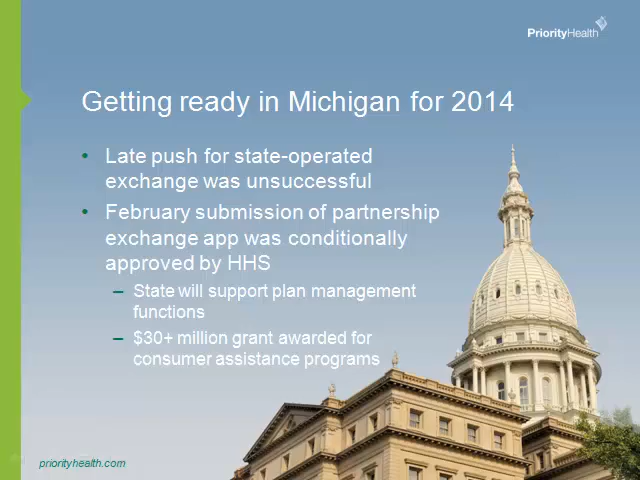 PriorityHealth
Getting ready in Michigan for 2014
• Late push for state-operated
exchange was unsuccessful
• February submission of partnership
exchange app was conditionally
approved by HHS
– State will support plan management
functions
– $30+ million grant awarded for
consumer assistance programs
priorityhealth.com